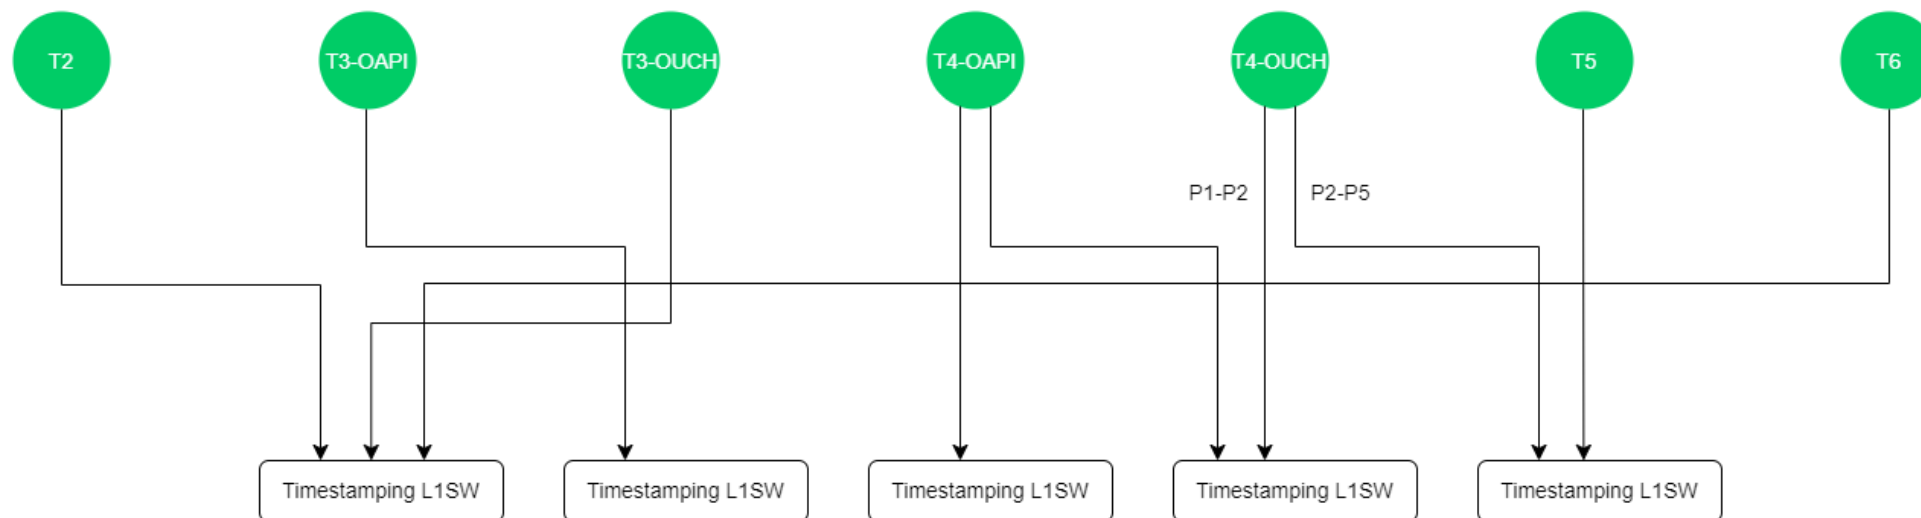 T2
T3-OAPI
T3-OUCH
T4-OAPI
T4-OUCH
T5
T6
P1-P2
P2-P5
Timestamping L1SW
Timestamping L1SW
Timestamping L1SW
Timestamping L1SW
Timestamping L1SW